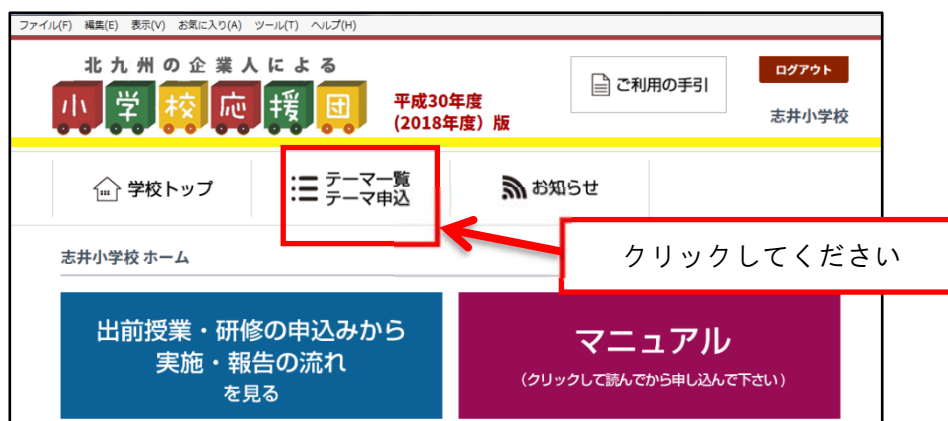 ファイル(F) 編集(E) 表示(V) お気に入り(A) ツール(T) ヘルプ(H)
北九州の企業人による
小学校応援団
平成30年度
(2018年度）版
ご利用の手引
ログアウト
志井小学校
学校トップ
テーマ一覧
テーマ申込
お知らせ
志井小学校 ホーム
クリックしてください
出前授業・研修の申込みから
実施・報告の流れ
を見る
マニュアル
（クリックして読んでから申し込んで下さい）